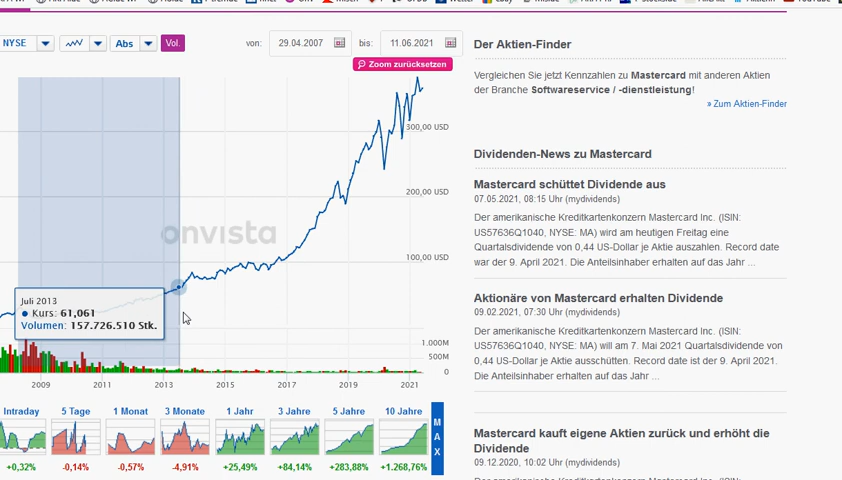 NYSE
Abs
Vol.
von:
29.04.2007
bis:
11.06.2021
Zoom zurücksetzen
300,00 USD
200,00 USD
100,00 USD
onvista
Juli 2013
Kurs: 61,061
Volumen: 157.726.510 Stk.
1.000M
500M
0
2009
2011
2013
2015
2017
2019
2021
Intraday
5 Tage
1 Monat
3 Monate
1 Jahr
3 Jahre
5 Jahre
10 Jahre
MAX
+0,32%
-0,14%
-0,57%
-4,91%
+25,49%
+84,14%
+283,88%
+1.268,76%
Der Aktien-Finder
Vergleichen Sie jetzt Kennzahlen zu Mastercard mit anderen Aktien
der Branche Softwareservice / -dienstleistung!
» Zum Aktien-Finder
Dividenden-News zu Mastercard
Mastercard schüttet Dividende aus
07.05.2021, 08:15 Uhr (mydividends)
Der amerikanische Kreditkartenkonzern Mastercard Inc. (ISIN:
US57636Q1040, NYSE: MA) wird am heutigen Freitag eine
Quartalsdividende von 0,44 US-Dollar je Aktie auszahlen. Record date
war der 9. April 2021. Die Anteilsinhaber erhalten auf das Jahr ...
Aktionäre von Mastercard erhalten Dividende
09.02.2021, 07:30 Uhr (mydividends)
Der amerikanische Kreditkartenkonzern Mastercard Inc. (ISIN:
US57636Q1040, NYSE: MA) will am 7. Mai 2021 Quartalsdividende von
0,44 US-Dollar je Aktie ausschütten. Record date ist der 9. April 2021.
Die Anteilsinhaber erhalten auf das Jahr ...
Mastercard kauft eigene Aktien zurück und erhöht die
Dividende
09.12.2020, 10:02 Uhr (mydividends)